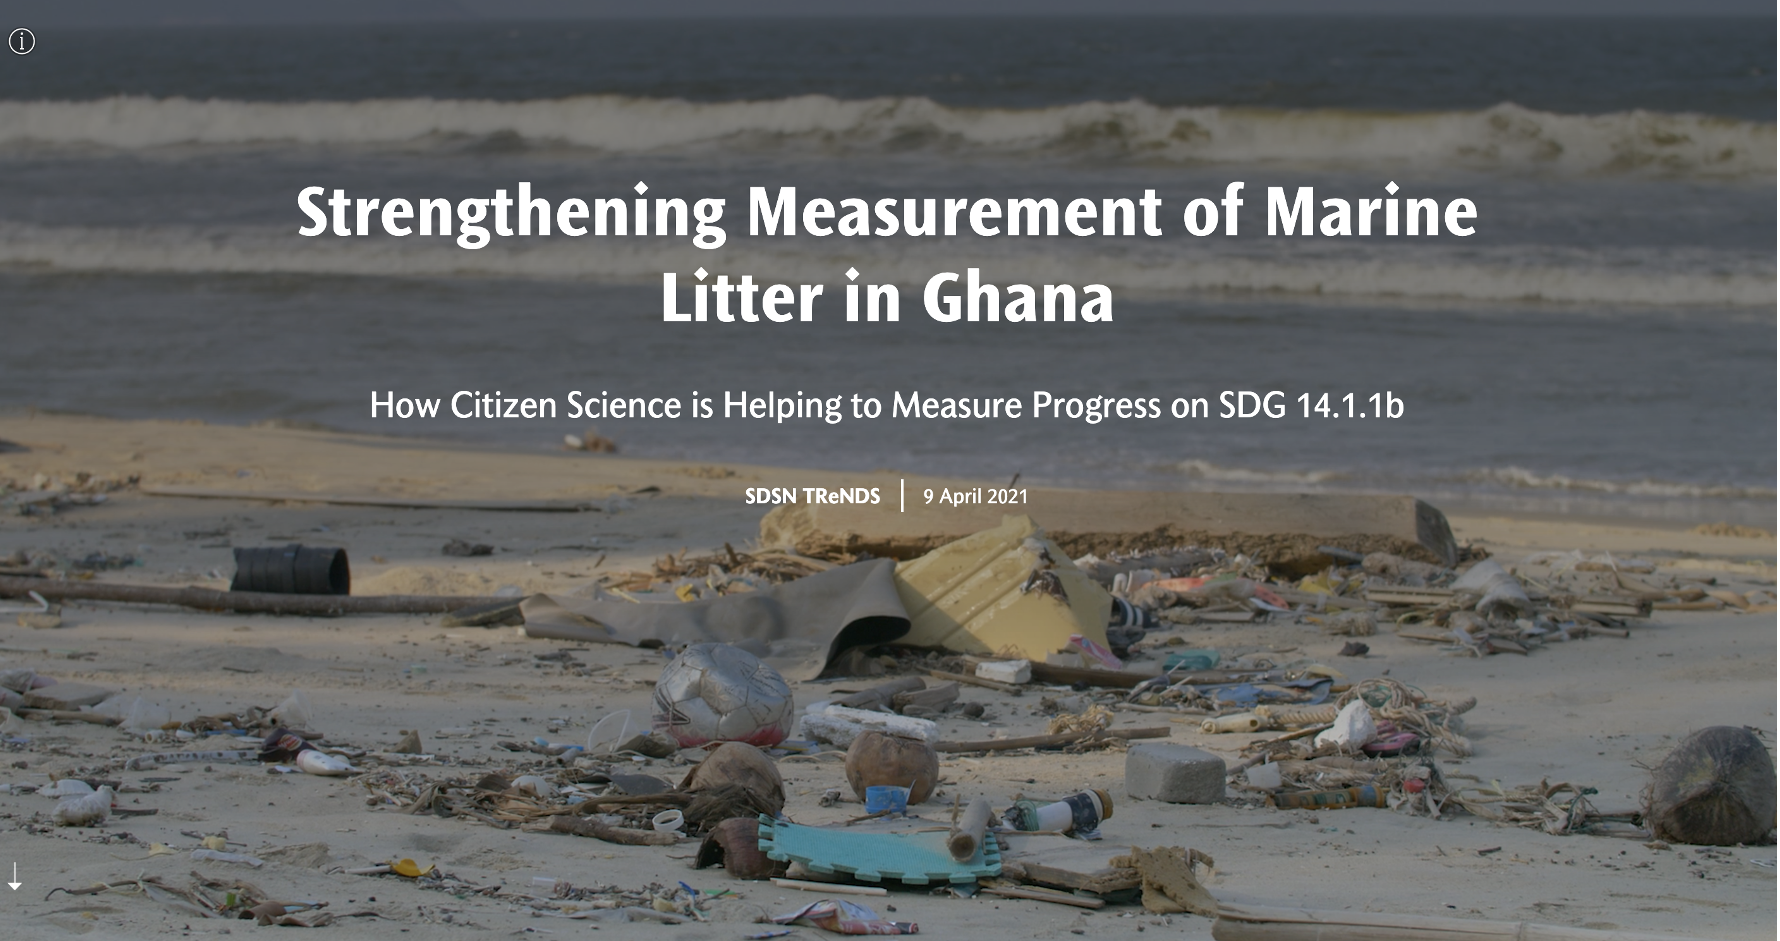 Strengthening Measurement of Marine
Litter in Ghana
How Citizen Science is Helping to Measure Progress on SDG 14.1.1b
SDSN TReNDS | 9 April 2021